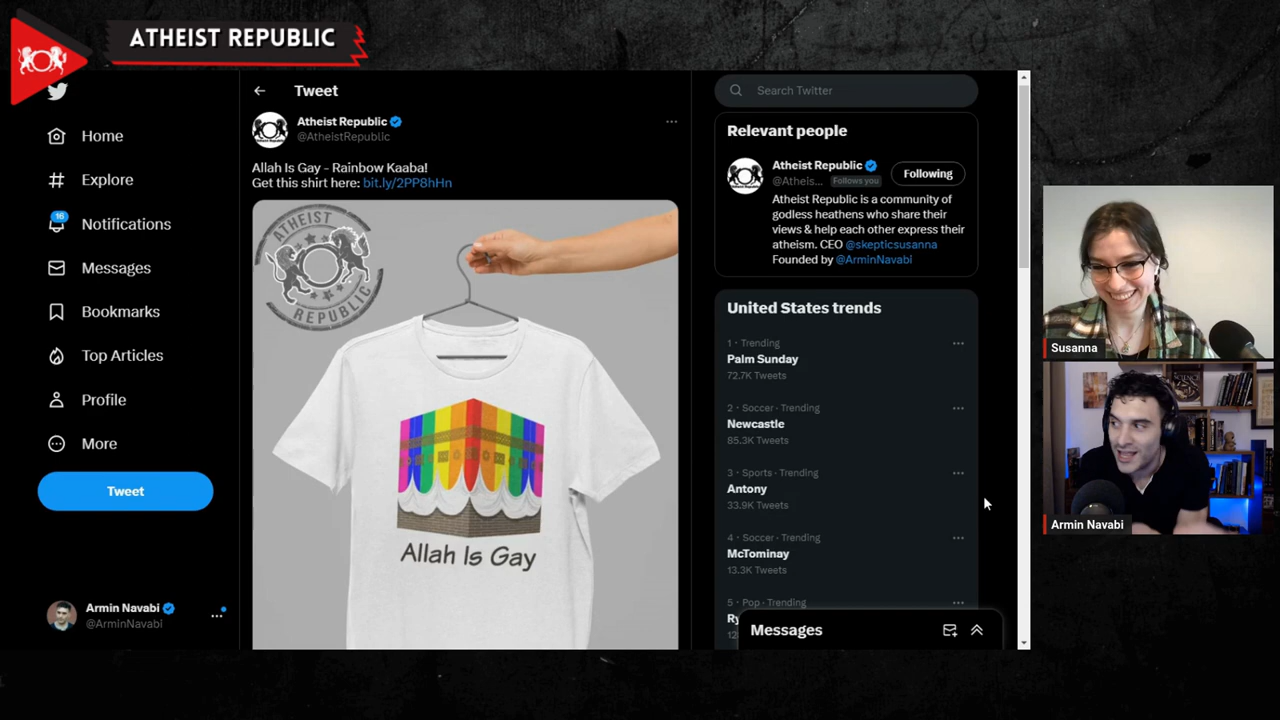 ATHEIST REPUBLIC
Home
Explore
16
Notifications
Messages
Bookmarks
Top Articles
Profile
More
Tweet
Armin Navabi
@ArminNavabi
Tweet
Atheist Republic
@AtheistRepublic
Allah Is Gay - Rainbow Kaaba!
Get this shirt here: bit.ly/2PP8hHn
ATHEIST
REPUBLIC
Allah Is Gay
Search Twitter
Relevant people
Atheist Republic
@Atheis... Follows you
Following
Atheist Republic is a community of
godless heathens who share their
views & help each other express their
atheism. CEO @skepticsusanna
Founded by @ArminNavabi
United States trends
1 · Trending
Palm Sunday
72.7K Tweets
2 · Soccer · Trending
Newcastle
85.3K Tweets
3 · Sports · Trending
Antony
33.9K Tweets
4 · Soccer · Trending
McTominay
13.3K Tweets
5 · Pop · Trending
Messages
Susanna
Armin Navabi